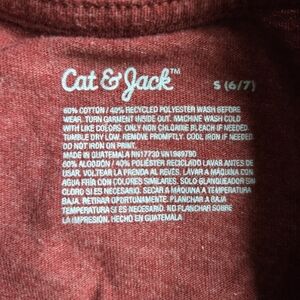 Cat & Jack™
S (6/7)
60% COTTON / 40% RECYCLED POLYESTER WASH BEFORE
WEAR. TURN GARMENT INSIDE OUT. MACHINE WASH COLD
WITH LIKE COLORS. ONLY NON CHLORINE BLEACH IF NEEDED.
TUMBLE DRY LOW. REMOVE PROMPTLY. COOL IRON IF NEEDED.
DO NOT IRON ON PRINT.
MADE IN GUATEMALA RN17730 VN1989790
60% ALGODÓN / 40% POLIÉSTER RECICLADO LAVAR ANTES DE
USAR. VOLTEAR LA PRENDA AL REVÉS. LAVAR A MÁQUINA CON
AGUA FRÍA CON COLORES SIMILARES. SOLO BLANQUEADOR SIN
CLORO SI ES NECESARIO. SECAR A MÁQUINA A TEMPERATURA
BAJA. RETIRAR OPORTUNAMENTE. PLANCHAR A BAJA
TEMPERATURA SI ES NECESARIO. NO PLANCHAR SOBRE
LA IMPRESIÓN. HECHO EN GUATEMALA